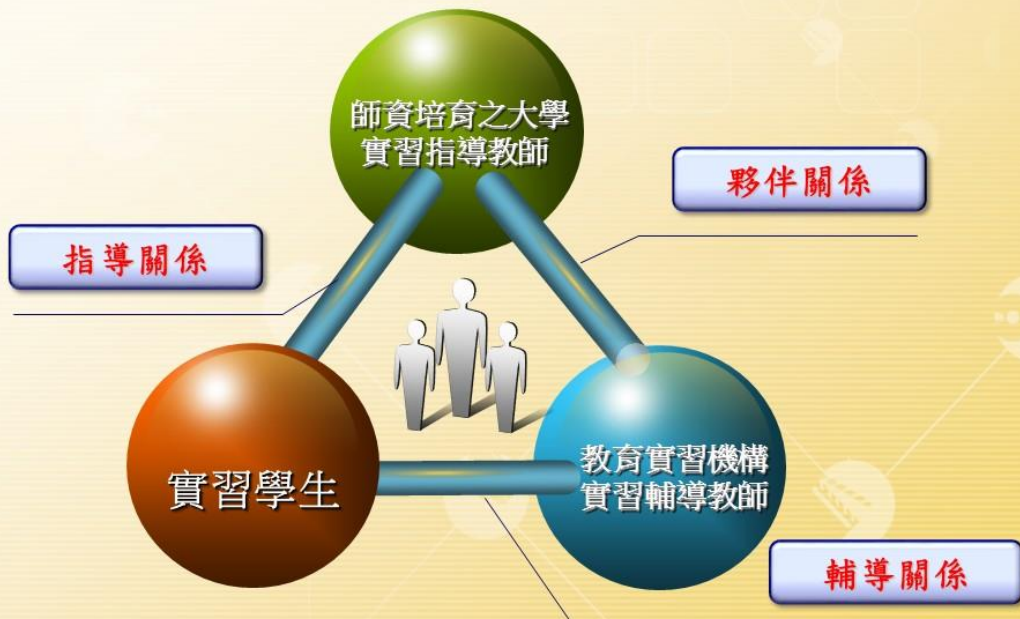 師資培育之大學
實習指導教師
夥伴關係
指導關係
實習學生
教育實習機構
實習輔導教師
輔導關係